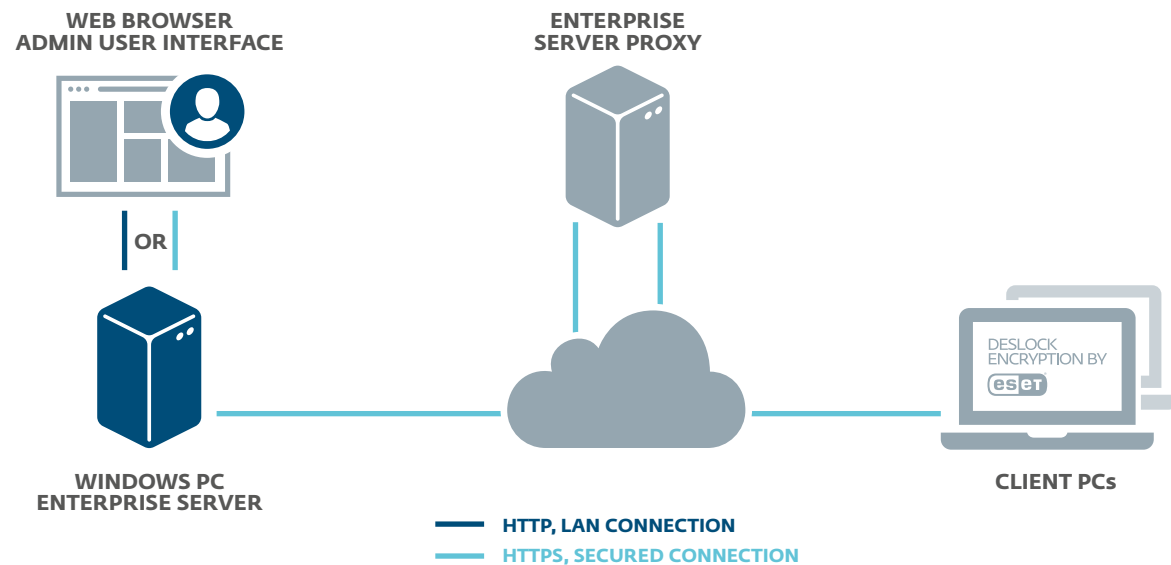 WEB BROWSER
ADMIN USER INTERFACE
ENTERPRISE
SERVER PROXY
OR
DESLOCK
ENCRYPTION BY
eseT
WINDOWS PC
ENTERPRISE SERVER
CLIENT PCs
HTTP, LAN CONNECTION
HTTPS, SECURED CONNECTION